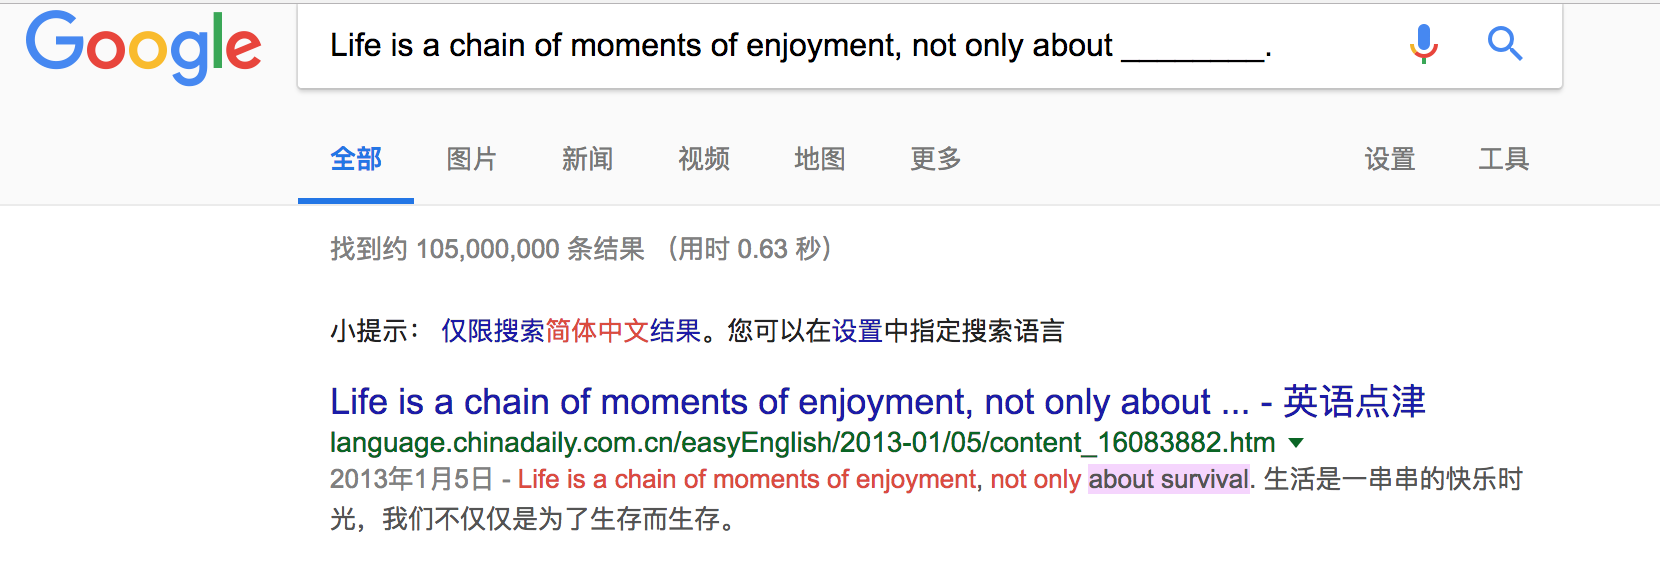 Google
Life is a chain of moments of enjoyment, not only about ________.
全部 图片 新闻 视频 地图 更多 设置 工具
找到约 105,000,000 条结果 （用时 0.63 秒）
小提示： 仅限搜索简体中文结果。您可以在设置中指定搜索语言
Life is a chain of moments of enjoyment, not only about ... - 英语点津
language.chinadaily.com.cn/easyEnglish/2013-01/05/content_16083882.htm
2013年1月5日 - Life is a chain of moments of enjoyment, not only about survival. 生活是一串串的快乐时
光，我们不仅仅是为了生存而生存。